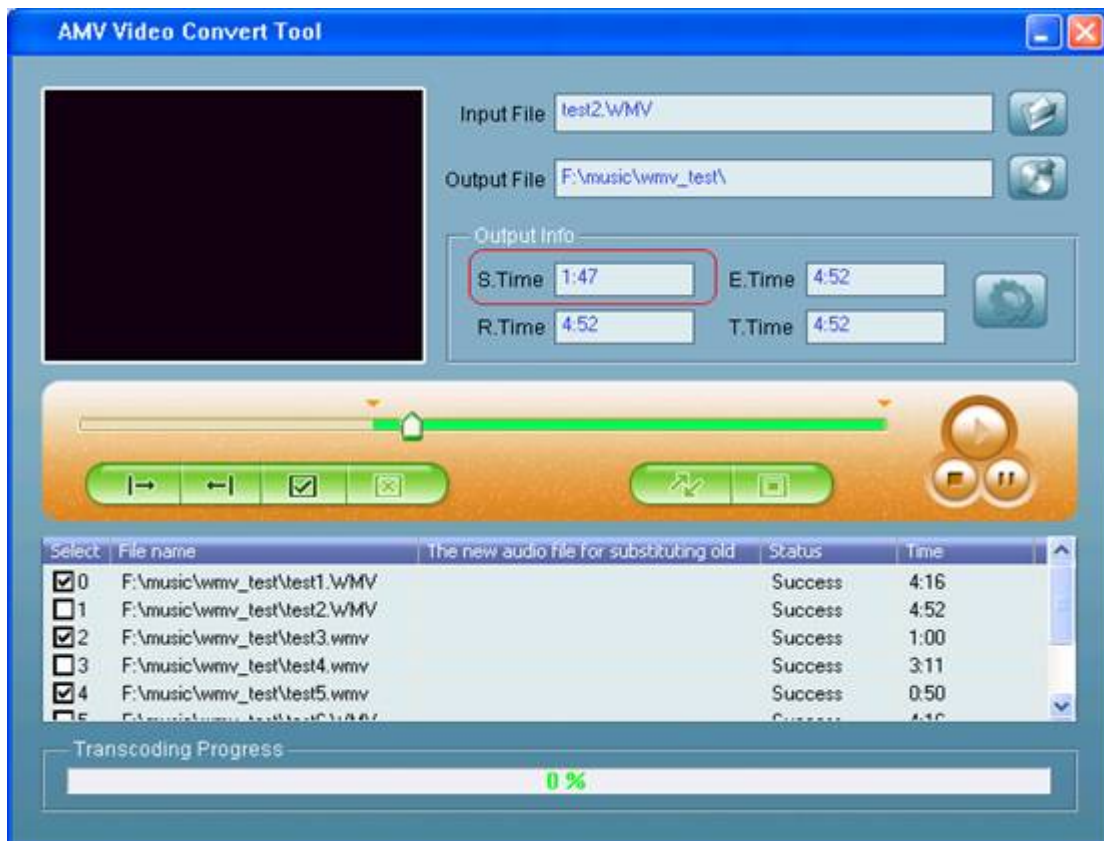 AMV Video Convert Tool
Input File test2.WMV
Output File F:\music\wmv_test\
Output Info
S.Time 1:47 E.Time 4:52
R.Time 4:52 T.Time 4:52
Select File name The new audio file for substituting old Status Time
0 F:\music\wmv_test\test1.WMV Success 4:16
1 F:\music\wmv_test\test2.WMV Success 4:52
2 F:\music\wmv_test\test3.wmv Success 1:00
3 F:\music\wmv_test\test4.wmv Success 3:11
4 F:\music\wmv_test\test5.wmv Success 0:50
Transcoding Progress
0 %